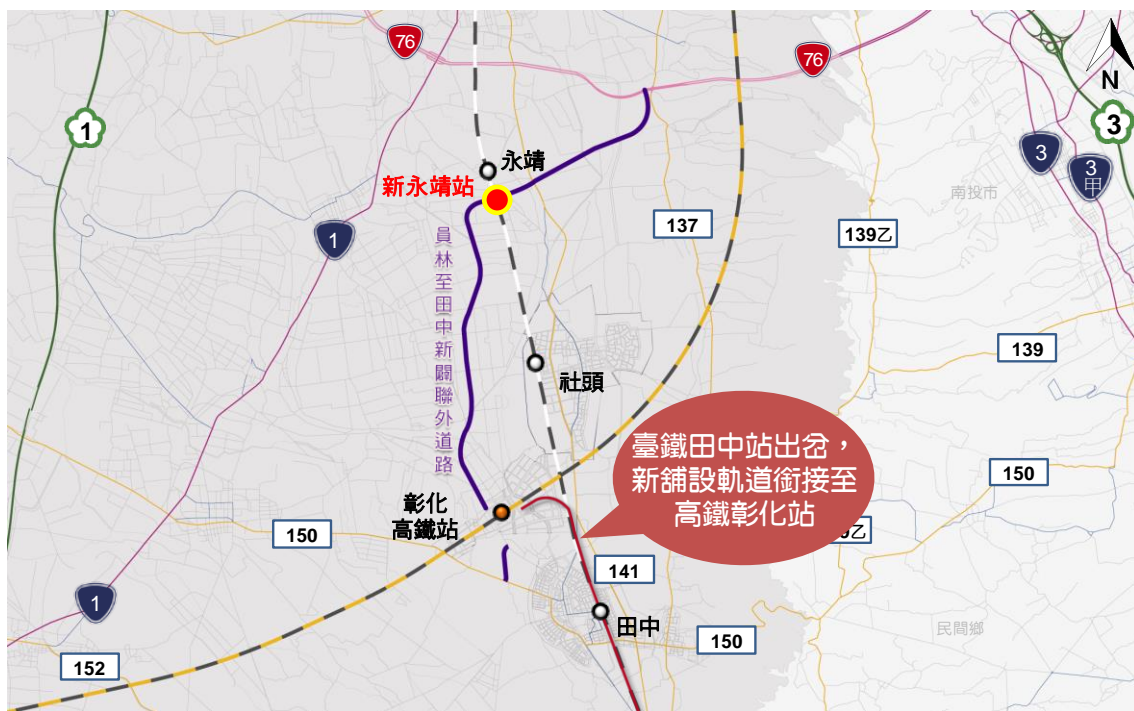 76
76
N
1
3
3
3
甲
永靖
新永靖站
南投市
137
139乙
1
員林至田中新闢聯外道路
139
社頭
臺鐵田中站出岔，
新舖設軌道銜接至
高鐵彰化站
150
彰化
高鐵站
150
乙
141
1
田中
150
民間鄉
152